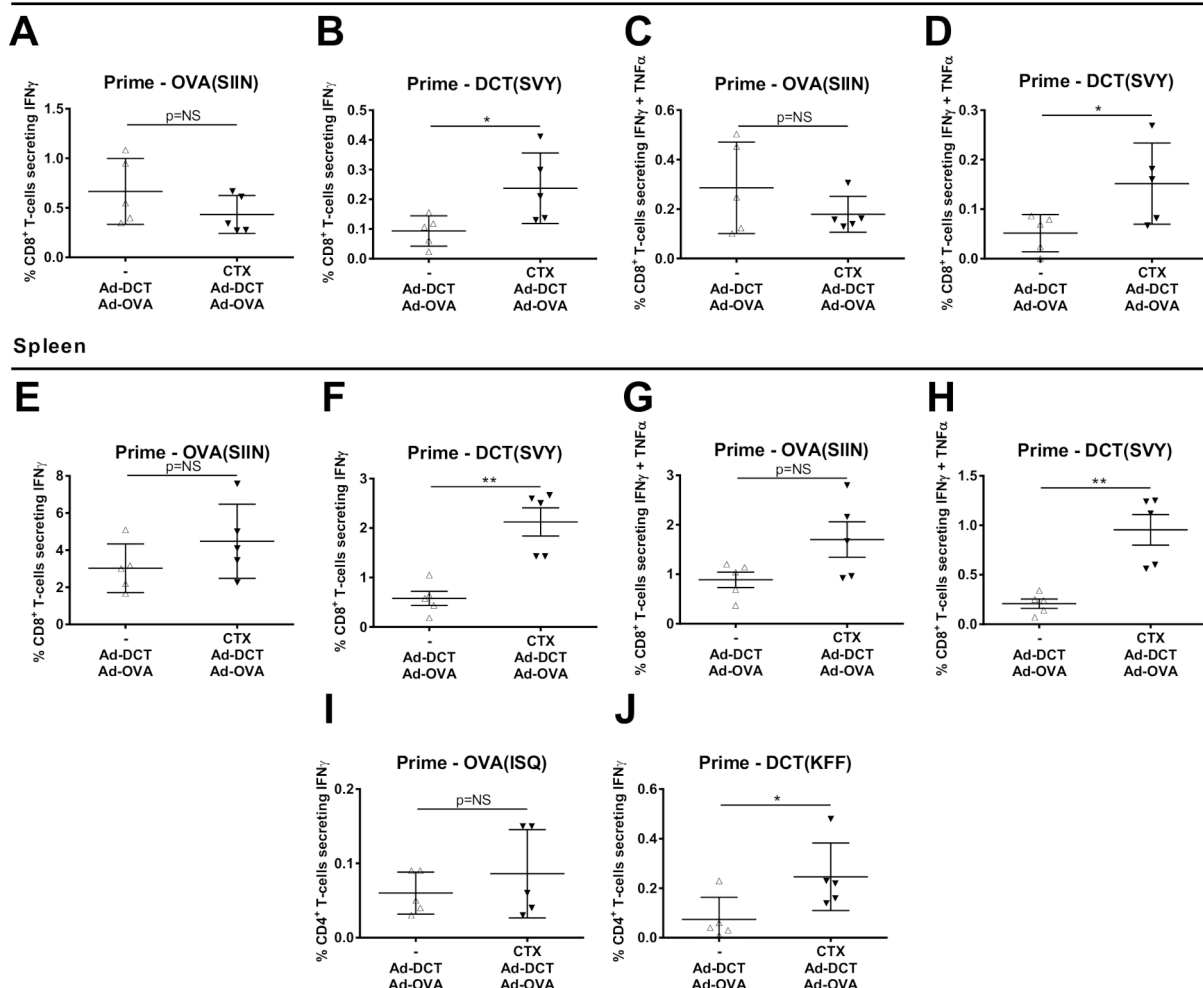 A
B
C
D
Prime - OVA(SIIN)
% CD8+ T-cells secreting IFNγ
1.5
1.0
0.5
0.0
p=NS
-
Ad-DCT
Ad-OVA
CTX
Ad-DCT
Ad-OVA
Prime - DCT(SVY)
% CD8+ T-cells secreting IFNγ
0.5
0.4
0.3
0.2
0.1
0.0
*
-
Ad-DCT
Ad-OVA
CTX
Ad-DCT
Ad-OVA
Prime - OVA(SIIN)
% CD8+ T-cells secreting IFNγ + TNFα
0.6
0.4
0.2
0.0
p=NS
-
Ad-DCT
Ad-OVA
CTX
Ad-DCT
Ad-OVA
Prime - DCT(SVY)
% CD8+ T-cells secreting IFNγ + TNFα
0.3
0.2
0.1
0.0
*
-
Ad-DCT
Ad-OVA
CTX
Ad-DCT
Ad-OVA
Spleen
E
F
G
H
Prime - OVA(SIIN)
% CD8+ T-cells secreting IFNγ
8
6
4
2
0
p=NS
-
Ad-DCT
Ad-OVA
CTX
Ad-DCT
Ad-OVA
Prime - DCT(SVY)
% CD8+ T-cells secreting IFNγ
3
2
1
0
**
-
Ad-DCT
Ad-OVA
CTX
Ad-DCT
Ad-OVA
Prime - OVA(SIIN)
% CD8+ T-cells secreting IFNγ + TNFα
3
2
1
0
p=NS
-
Ad-DCT
Ad-OVA
CTX
Ad-DCT
Ad-OVA
Prime - DCT(SVY)
% CD8+ T-cells secreting IFNγ + TNFα
1.5
1.0
0.5
0.0
**
-
Ad-DCT
Ad-OVA
CTX
Ad-DCT
Ad-OVA
I
J
Prime - OVA(ISQ)
% CD4+ T-cells secreting IFNγ
0.2
0.1
0.0
p=NS
-
Ad-DCT
Ad-OVA
CTX
Ad-DCT
Ad-OVA
Prime - DCT(KFF)
% CD4+ T-cells secreting IFNγ
0.6
0.4
0.2
0.0
*
-
Ad-DCT
Ad-OVA
CTX
Ad-DCT
Ad-OVA